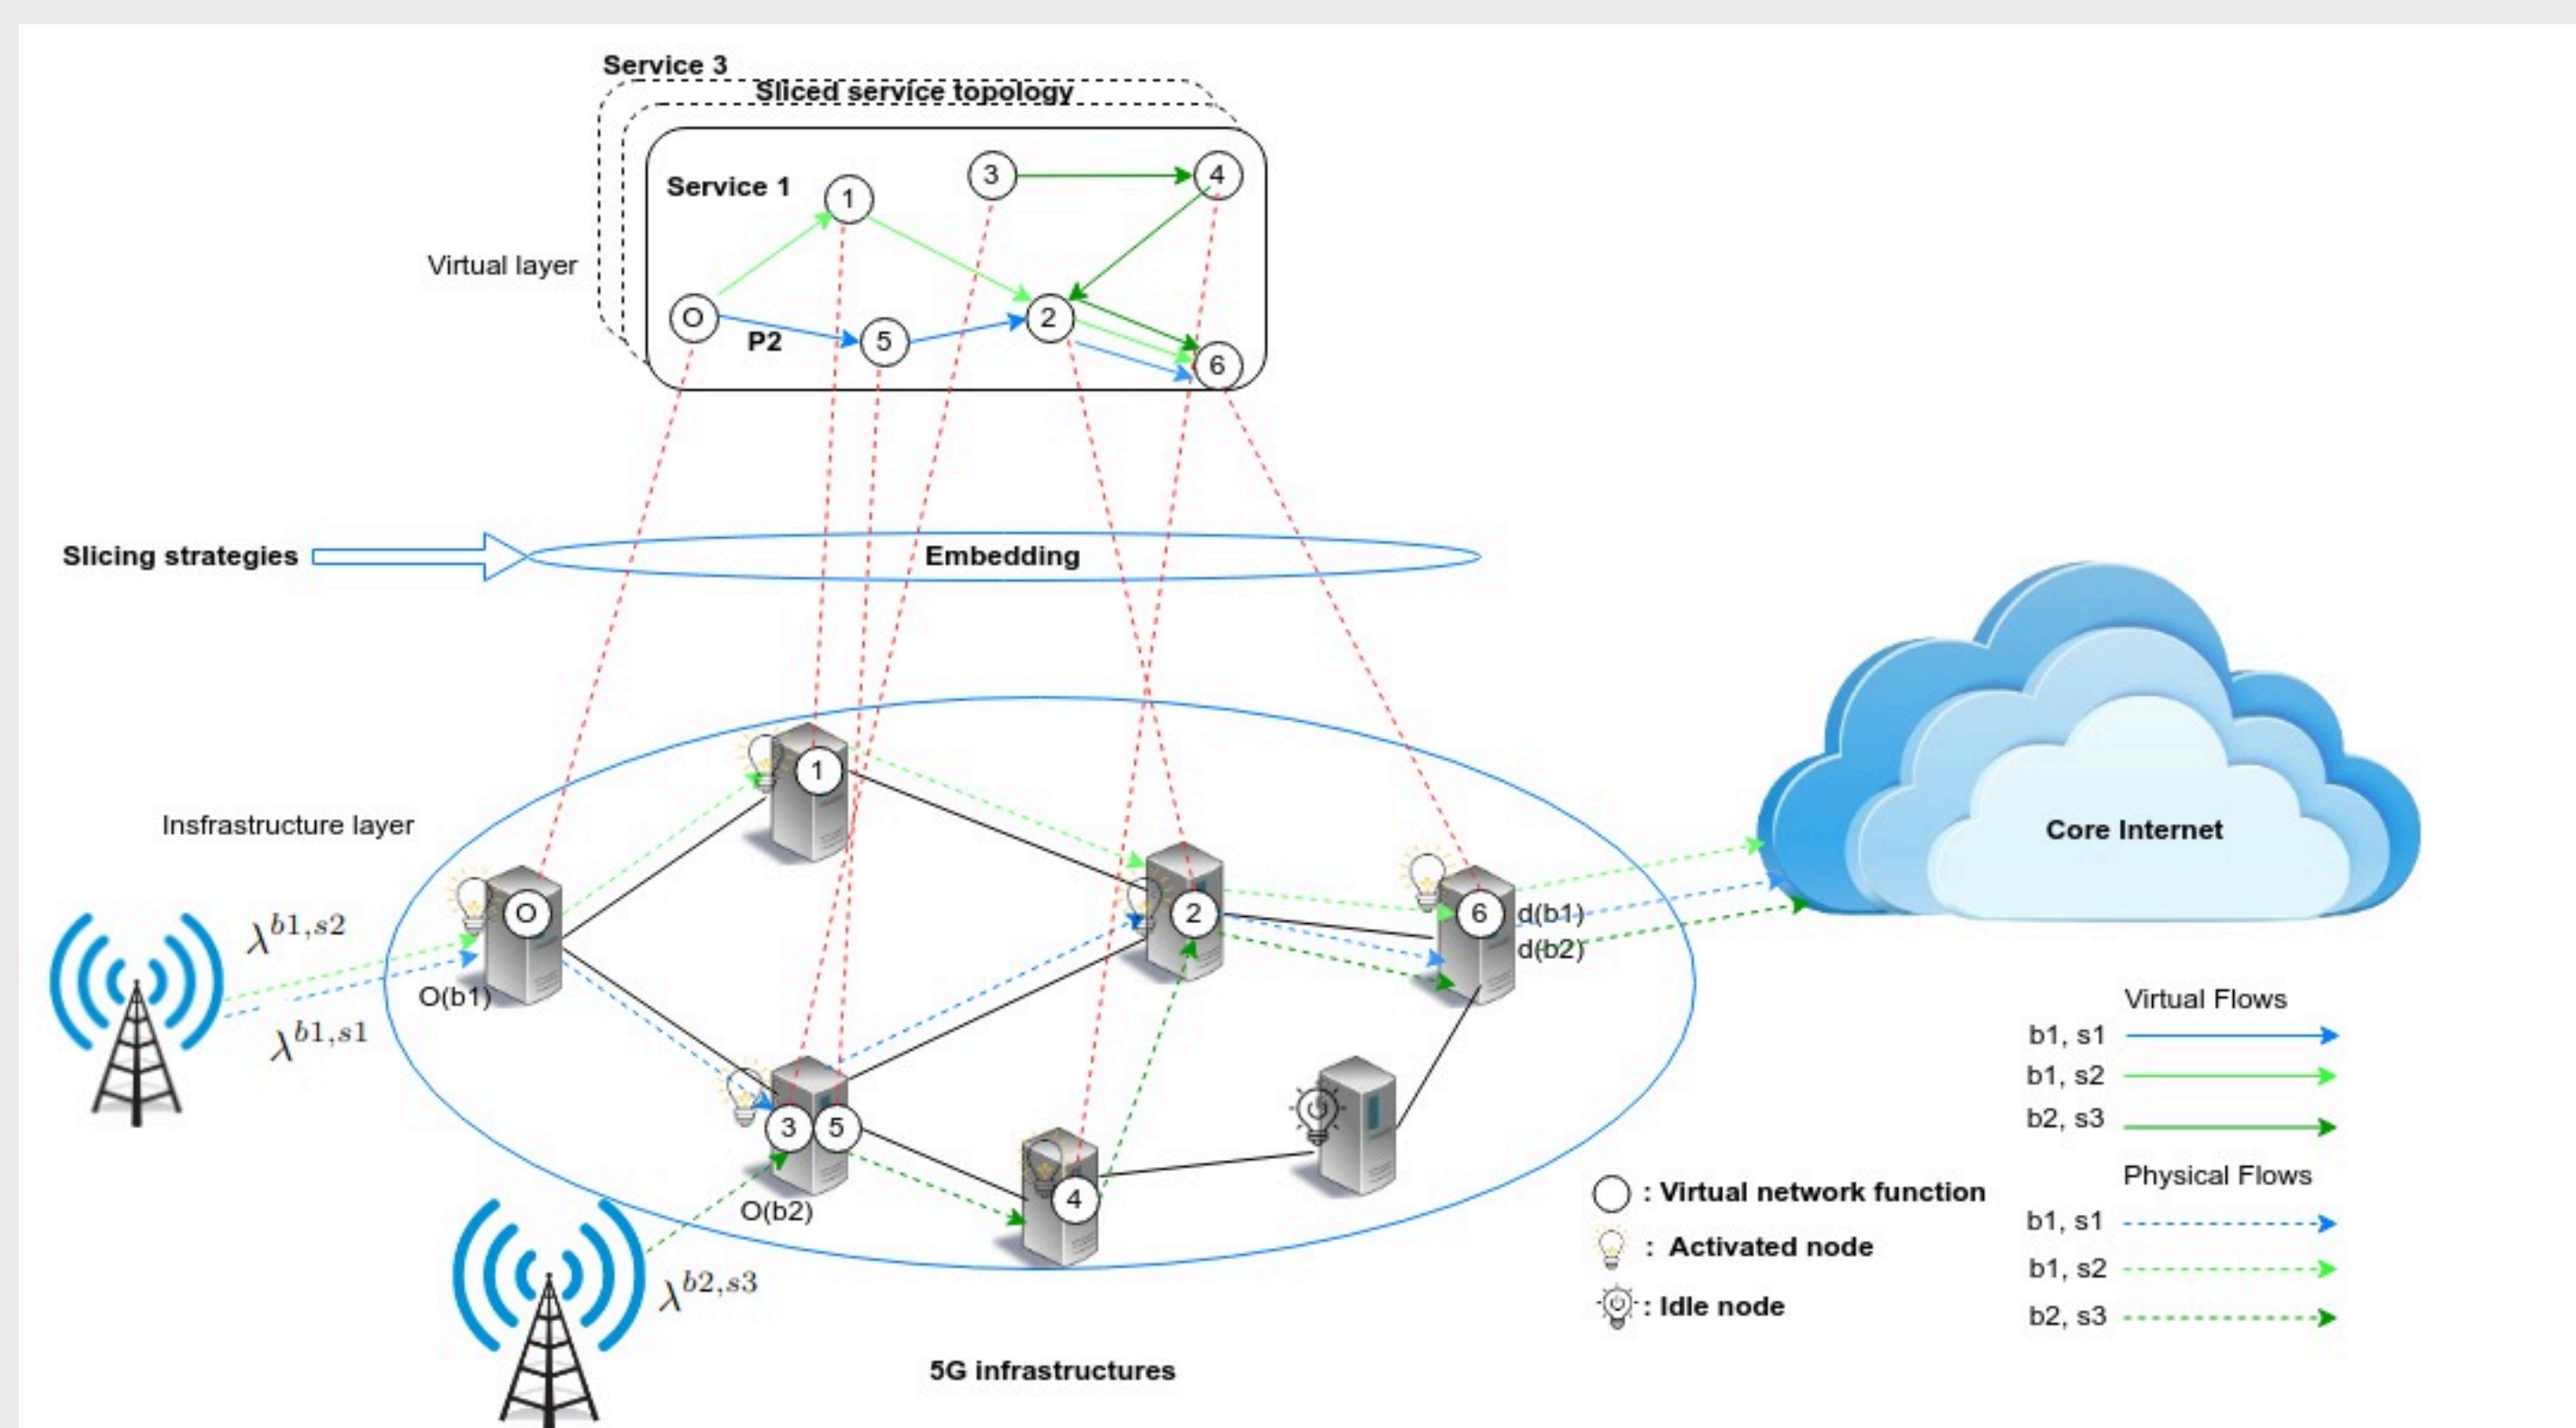 Service 3
Sliced service topology
Service 1
1
3
4
Virtual layer
O
P2
5
2
6
Slicing strategies
Embedding
1
Insfrastructure layer
Core Internet
O
2
6
d(b1)
d(b2)
λ^{b1,s2}
O(b1)
λ^{b1,s1}
3
5
4
O(b2)
λ^{b2,s3}
5G infrastructures
Virtual Flows
b1, s1
b1, s2
b2, s3
Physical Flows
b1, s1
b1, s2
b2, s3
: Virtual network function
: Activated node
: Idle node